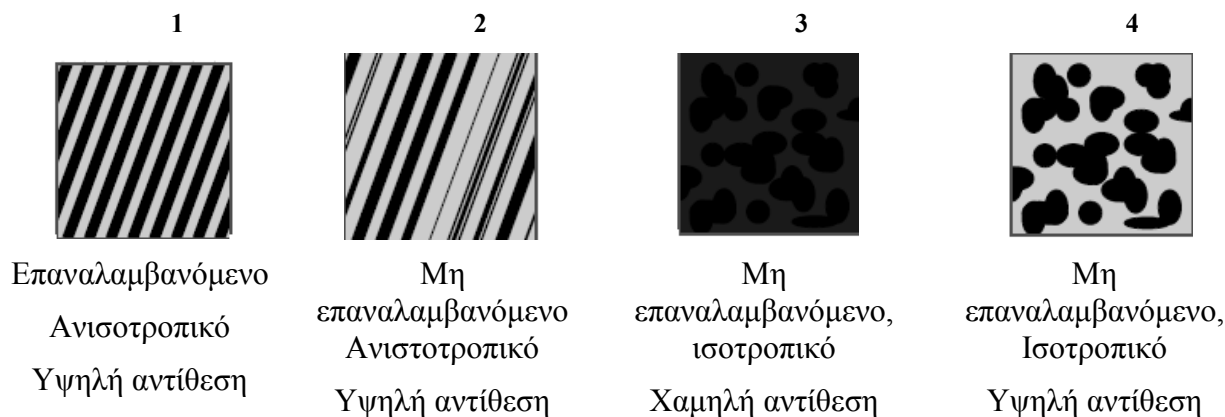 1 2 3 4
Επαναλαμβανόμενο
Ανισοτροπικό
Υψηλή αντίθεση
Μη
επαναλαμβανόμενο
Ανιστοτροπικό
Υψηλή αντίθεση
Μη
επαναλαμβανόμενο,
ισοτροπικό
Χαμηλή αντίθεση
Μη
επαναλαμβανόμενο,
Ισοτροπικό
Υψηλή αντίθεση